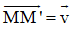 MM' = v